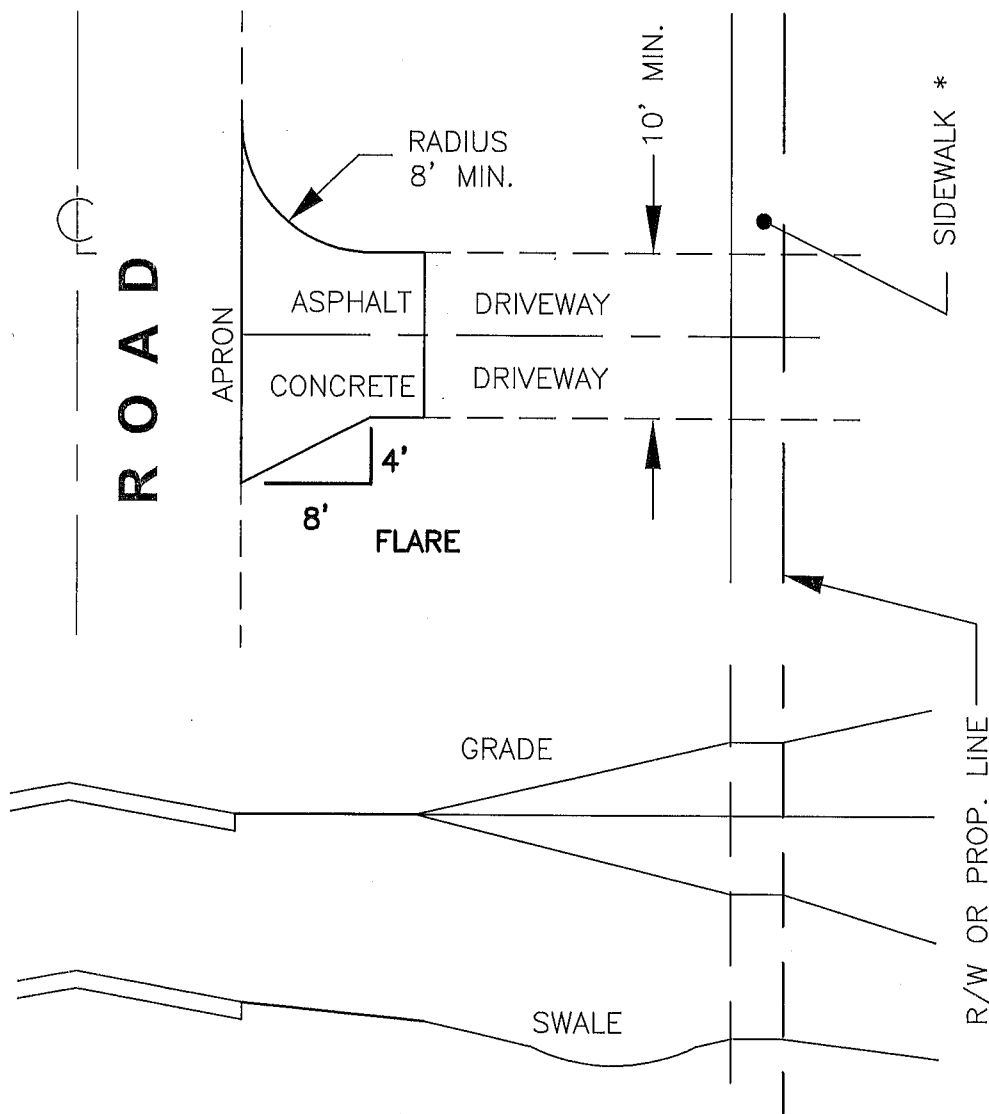 ROAD
℄
RADIUS
8' MIN.
10' MIN.
SIDEWALK *
APRON
ASPHALT
DRIVEWAY
CONCRETE
DRIVEWAY
4'
8'
FLARE
R/W OR PROP. LINE
GRADE
SWALE